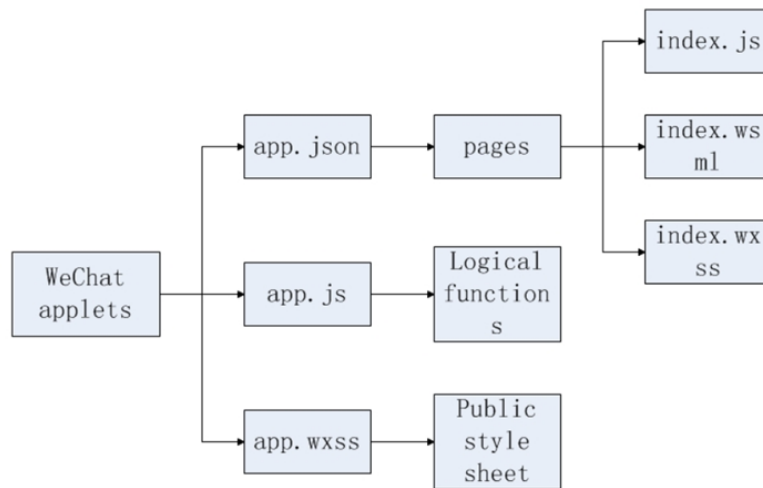 index.js
app.json
pages
index.ws
ml
index.wx
ss
WeChat
applets
app.js
Logical
function
s
app.wxss
Public
style
sheet